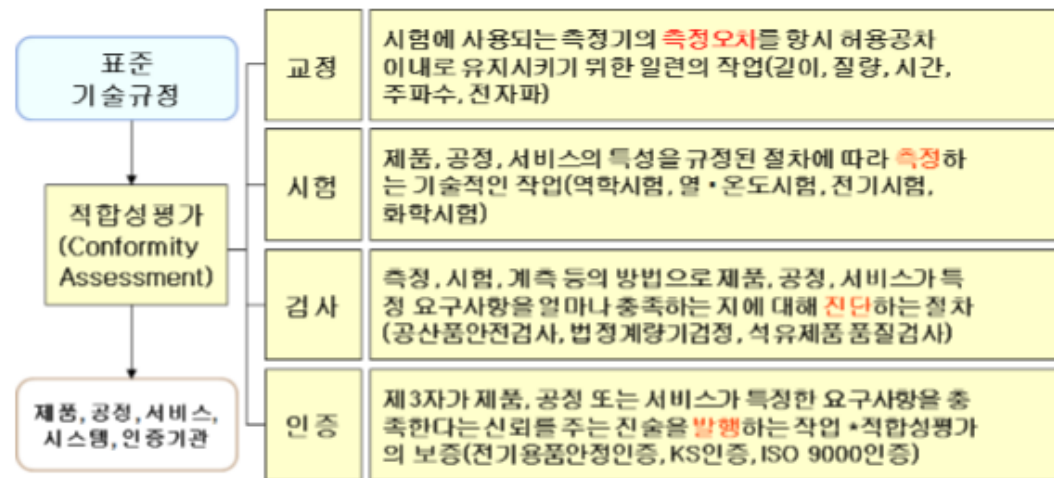 표준
기술규정
적합성평가
(Conformity
Assessment)
제품, 공정, 서비스,
시스템, 인증기관
교정
시험에 사용되는 측정기의 측정오차를 항시 허용공차
이내로 유지시키기 위한 일련의 작업(길이, 질량, 시간,
주파수, 전자파)
시험
제품, 공정, 서비스의 특성을 규정된 절차에 따라 측정하
는 기술적인 작업(역학시험, 열·온도시험, 전기시험,
화학시험)
검사
측정, 시험, 계측 등의 방법으로 제품, 공정, 서비스가 특
정 요구사항을 얼마나 충족하는 지에 대해 진단하는 절차
(공산품안전검사, 법정계량기검정, 석유제품 품질검사)
인증
제3자가 제품, 공정 또는 서비스가 특정한 요구사항을 충
족한다는 신뢰를 주는 진술을 발행하는 작업 *적합성평가
의 보증(전기용품안정인증, KS인증, ISO 9000인증)